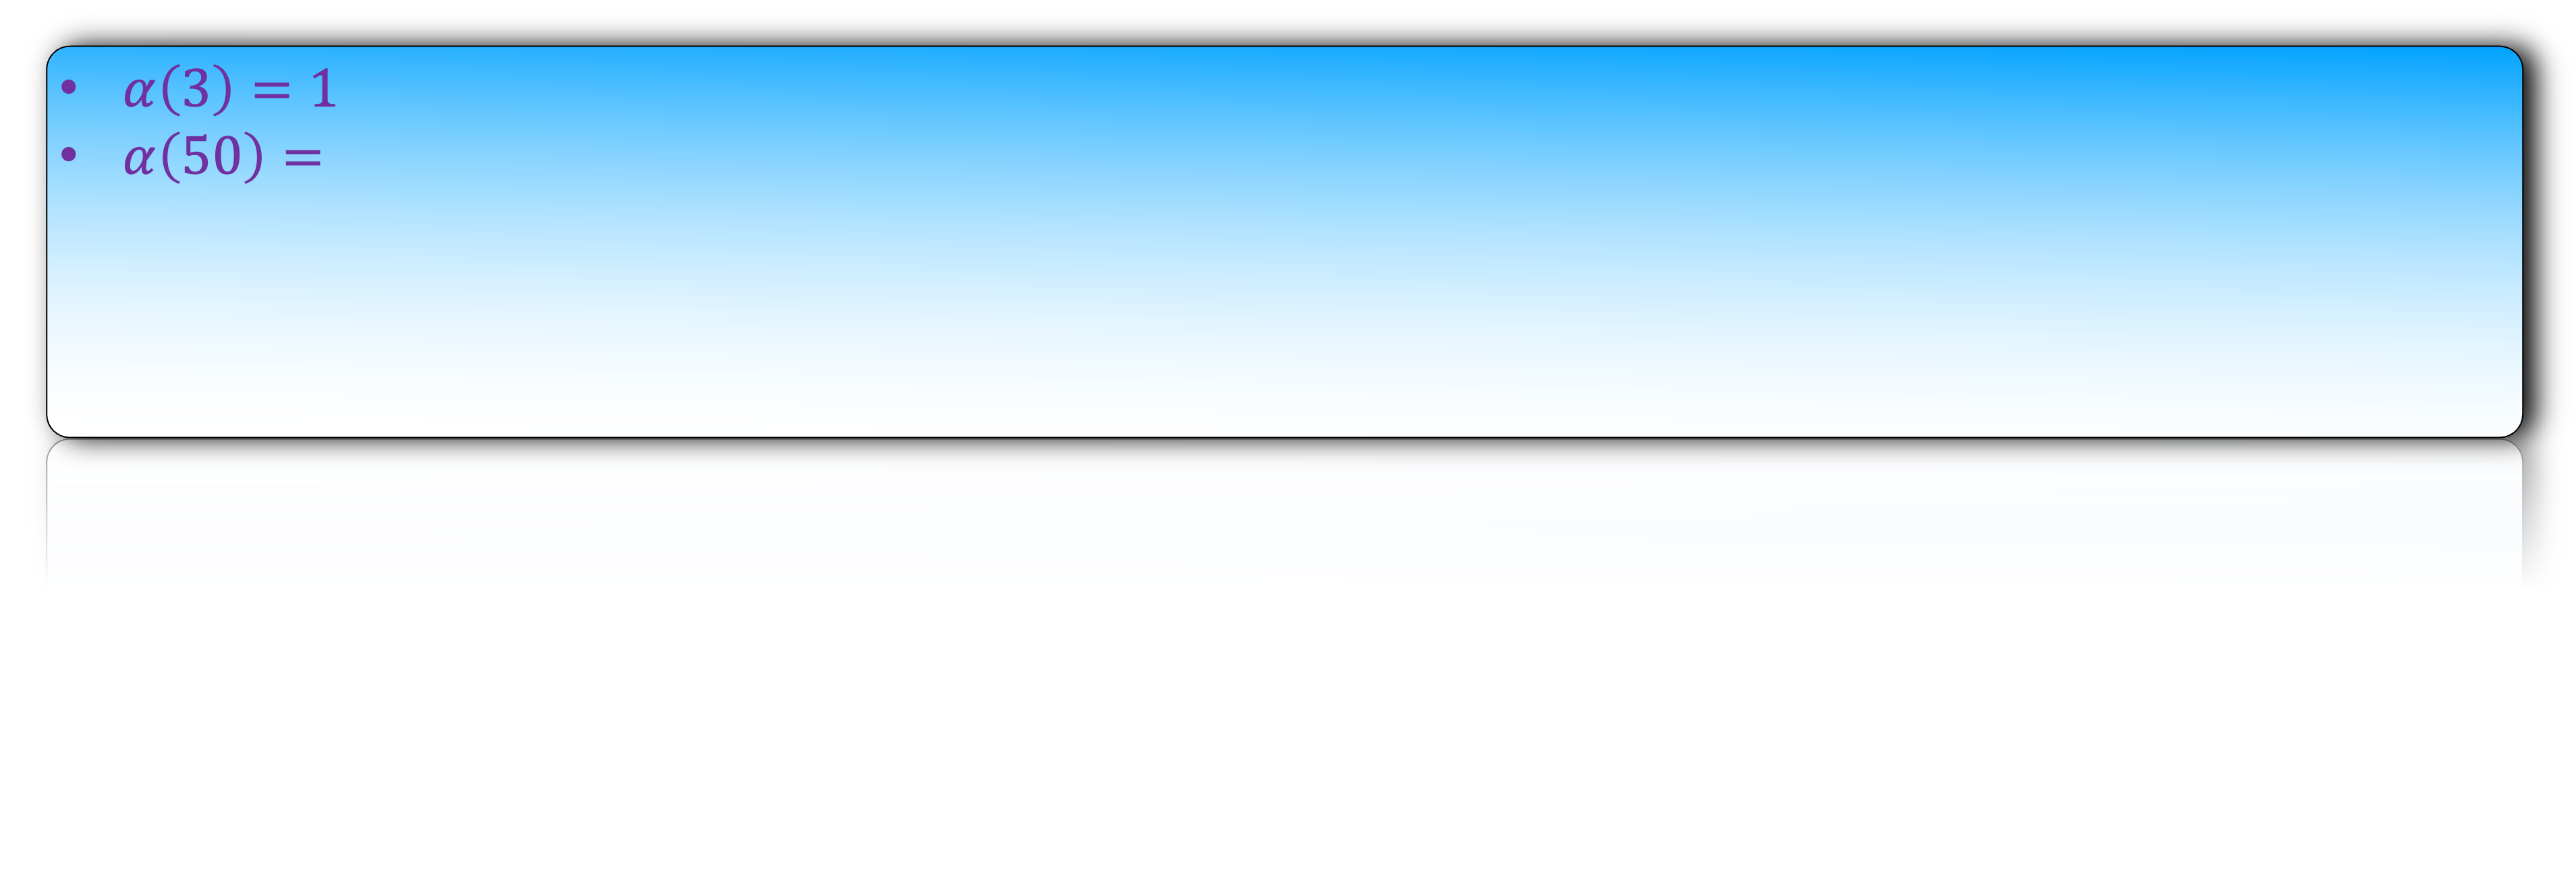 • α(3) = 1
• α(50) =